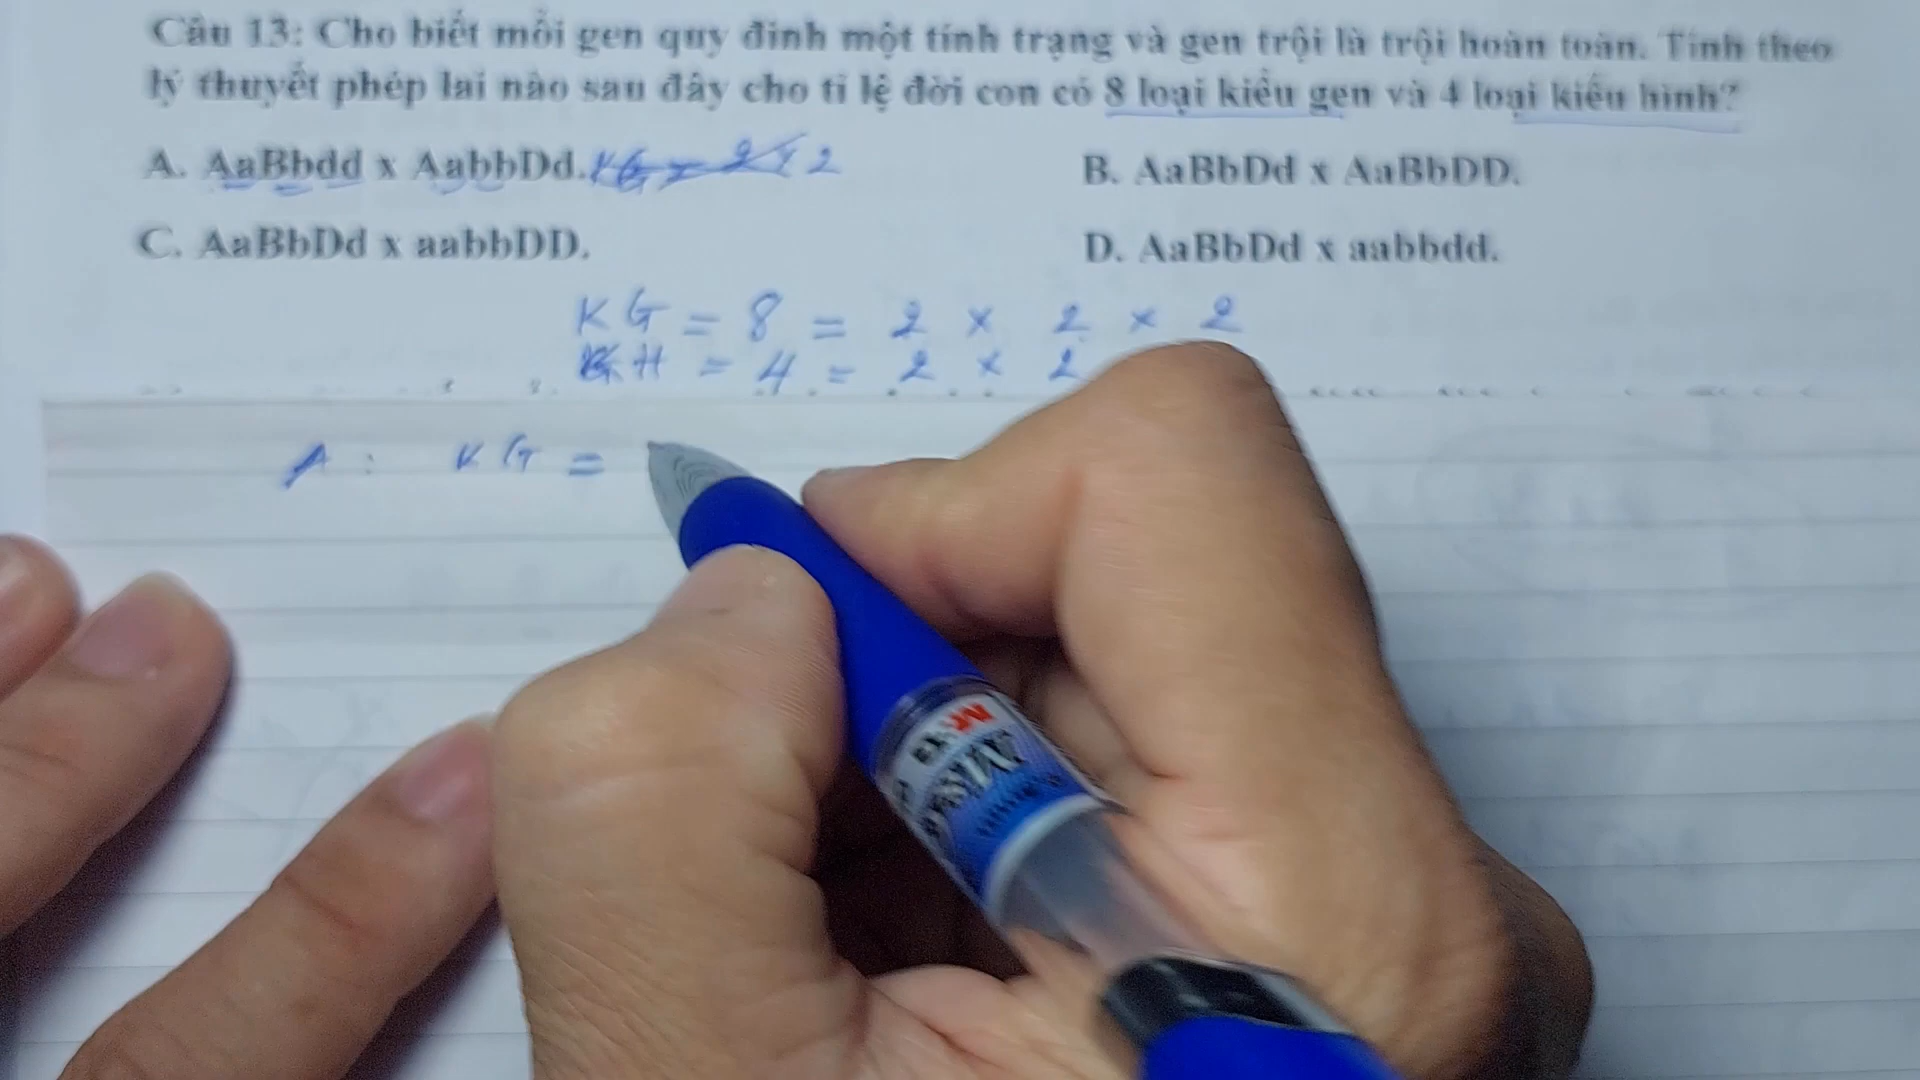 Câu 13: Cho biết mỗi gen quy đinh một tính trạng và gen trội là trội hoàn toàn. Tính theo
lý thuyết phép lai nào sau đây cho tỉ lệ đời con có 8 loại kiểu gen và 4 loại kiểu hình?
A. AaBbdd x AabbDd. 2
B. AaBbDd x AaBbDD.
C. AaBbDd x aabbDD.
D. AaBbDd x aabbdd.
KG = 8 = 2 x 2 x 2
KH = 4 = 2 x 2
A: KG =